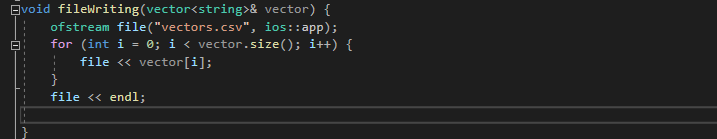 void fileWriting(vector<string>& vector) {
    ofstream file("vectors.csv", ios::app);
    for (int i = 0; i < vector.size(); i++) {
        file << vector[i];
    }
    file << endl;
}